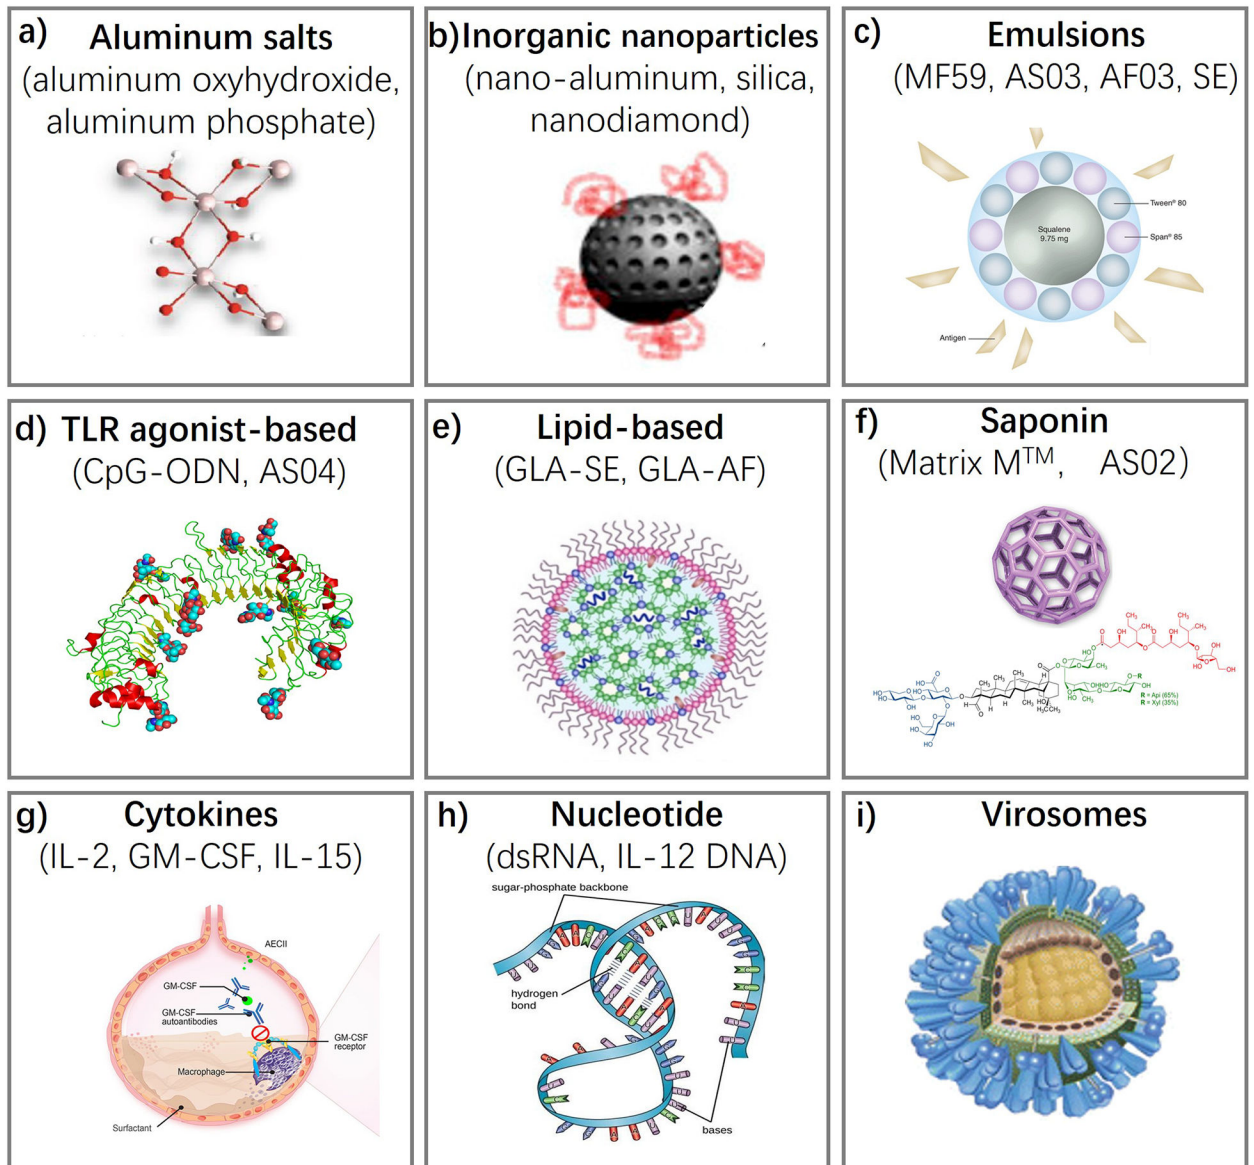 a) Aluminum salts
(aluminum oxyhydroxide,
aluminum phosphate)
b) Inorganic nanoparticles
(nano-aluminum, silica,
nanodiamond)
c) Emulsions
(MF59, AS03, AF03, SE)
Tween® 80
Squalene
9.75 mg
Span® 85
Antigen
d) TLR agonist-based
(CpG-ODN, AS04)
e) Lipid-based
(GLA-SE, GLA-AF)
f) Saponin
(Matrix M™, AS02)
R = Api (65%)
R = Xyl (35%)
g) Cytokines
(IL-2, GM-CSF, IL-15)
AECII
GM-CSF
GM-CSF
autoantibodies
GM-CSF
receptor
Macrophage
Surfactant
h) Nucleotide
(dsRNA, IL-12 DNA)
sugar-phosphate backbone
hydrogen
bond
bases
i) Virosomes